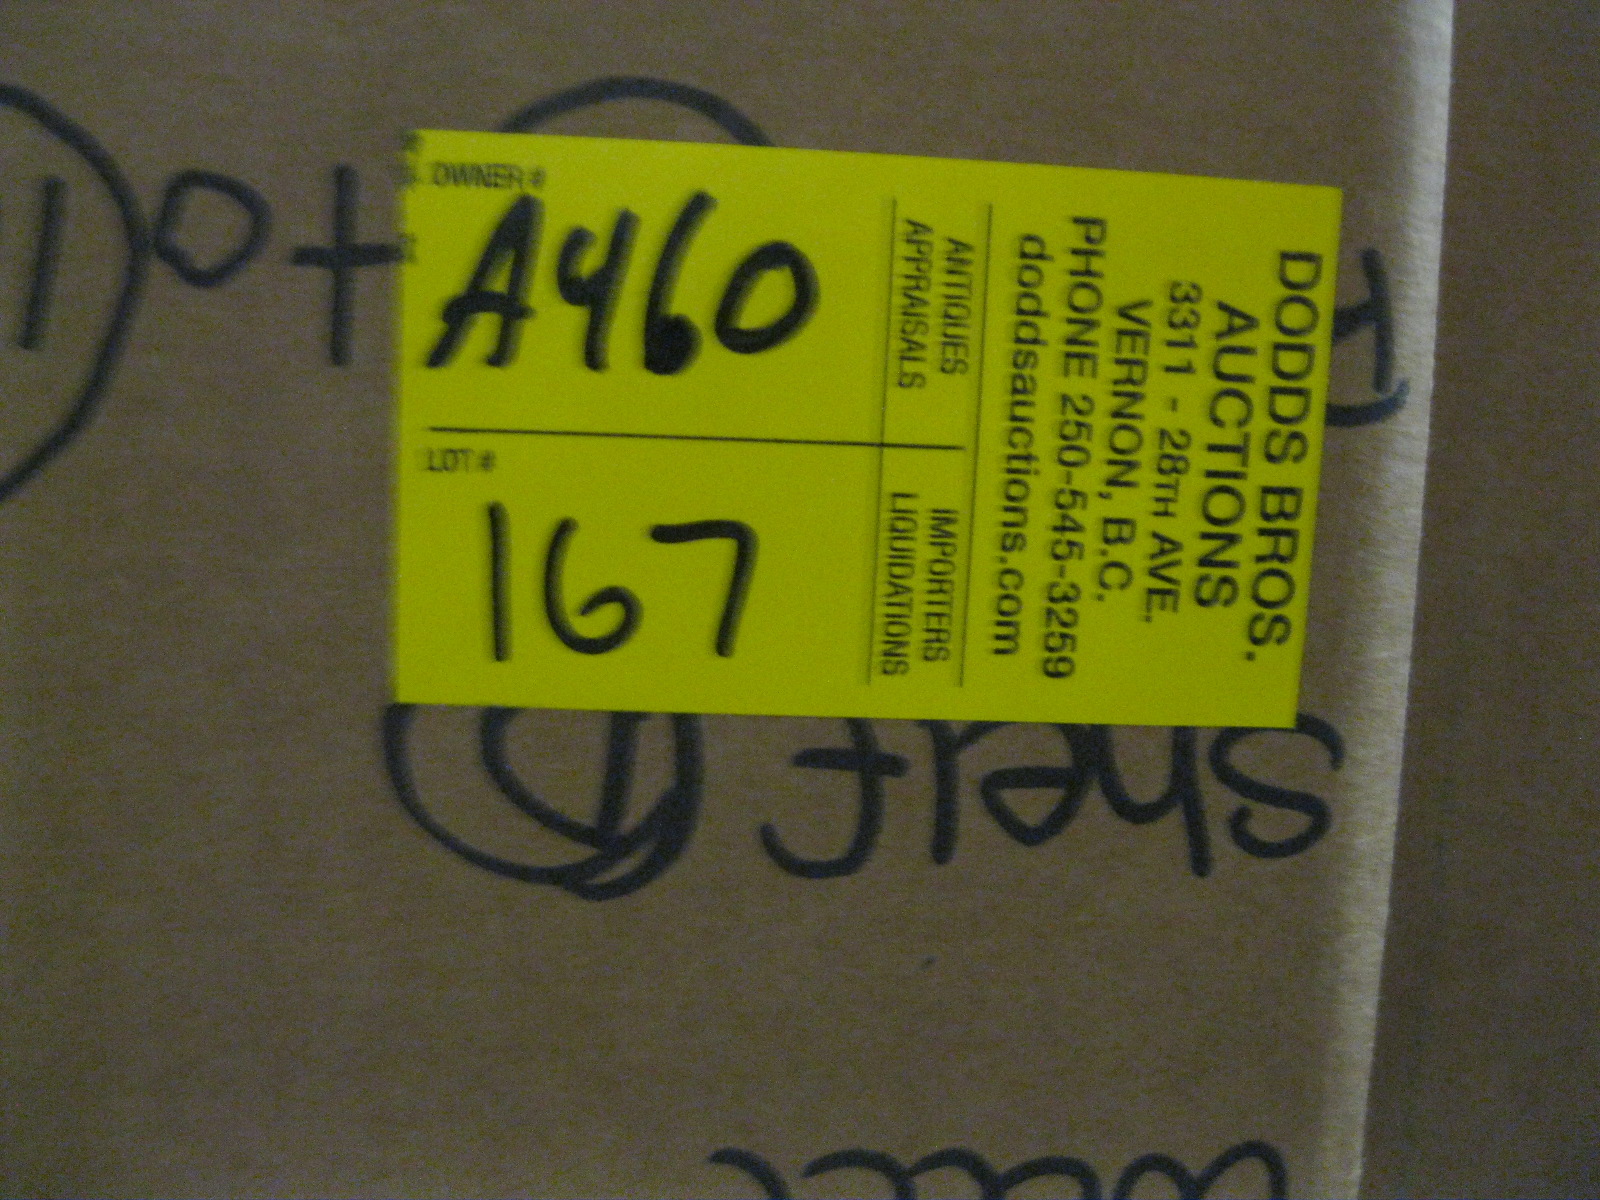 OWNER #
A460
LOT #
167
DODDS BROS.
AUCTIONS
3311 - 28TH AVE.
VERNON, B.C.
PHONE 250-545-3259
doddsauctions.com
ANTIQUES
APPRAISALS
IMPORTERS
LIQUIDATIONS
Shelf